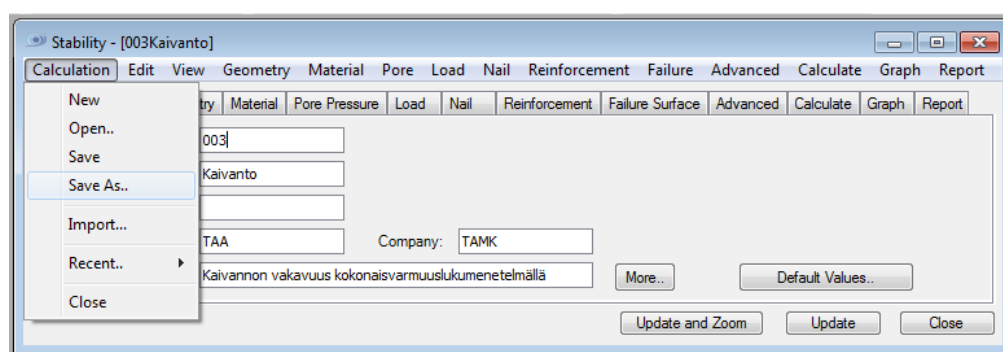 Stability - [003Kaivanto]
Calculation Edit View Geometry Material Pore Load Nail Reinforcement Failure Advanced Calculate Graph Report
New
Open..
Save
Save As..
Import...
Recent..
Close
try Material Pore Pressure Load Nail Reinforcement Failure Surface Advanced Calculate Graph Report
003
Kaivanto
TAA Company: TAMK
Kaivannon vakavuus kokonaisvarmuuslukumenetelmällä More.. Default Values..
Update and Zoom Update Close